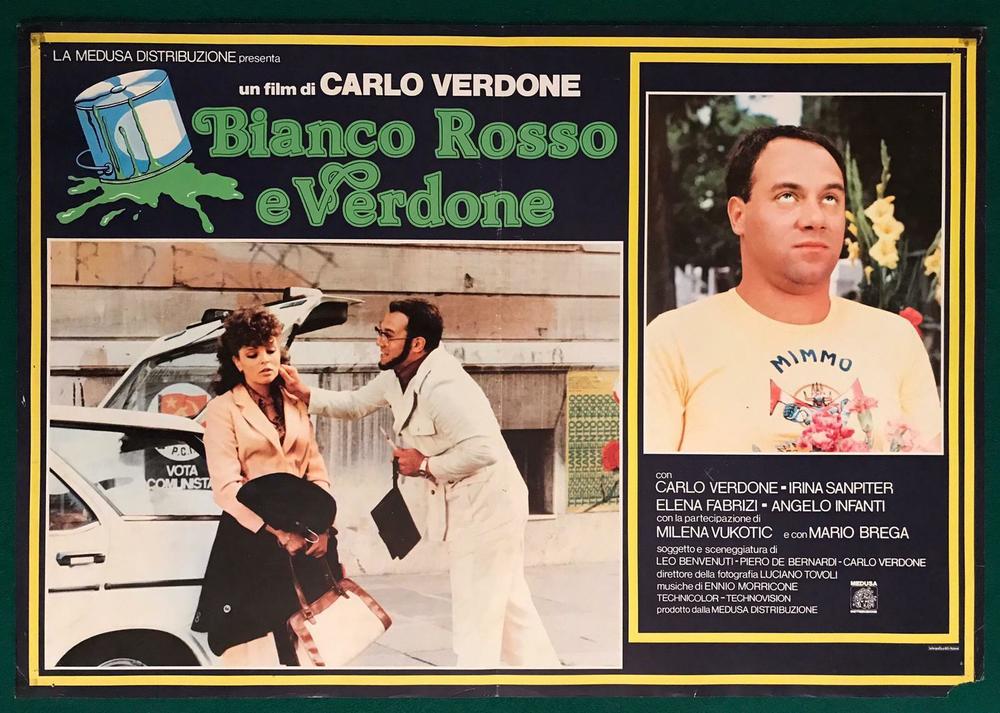 LA MEDUSA DISTRIBUZIONE presenta
un film di CARLO VERDONE
Bianco Rosso
e Verdone
P.C.I
VOTA
COMUNISTA
MIMMO
con
CARLO VERDONE - IRINA SANPITER
ELENA FABRIZI - ANGELO INFANTI
con la partecipazione di
MILENA VUKOTIC e con MARIO BREGA
soggetto e sceneggiatura di
LEO BENVENUTI - PIERO DE BERNARDI - CARLO VERDONE
direttore della fotografia LUCIANO TOVOLI
musiche di ENNIO MORRICONE
TECHNICOLOR - TECHNOVISION
prodotto dalla MEDUSA DISTRIBUZIONE
MEDUSA